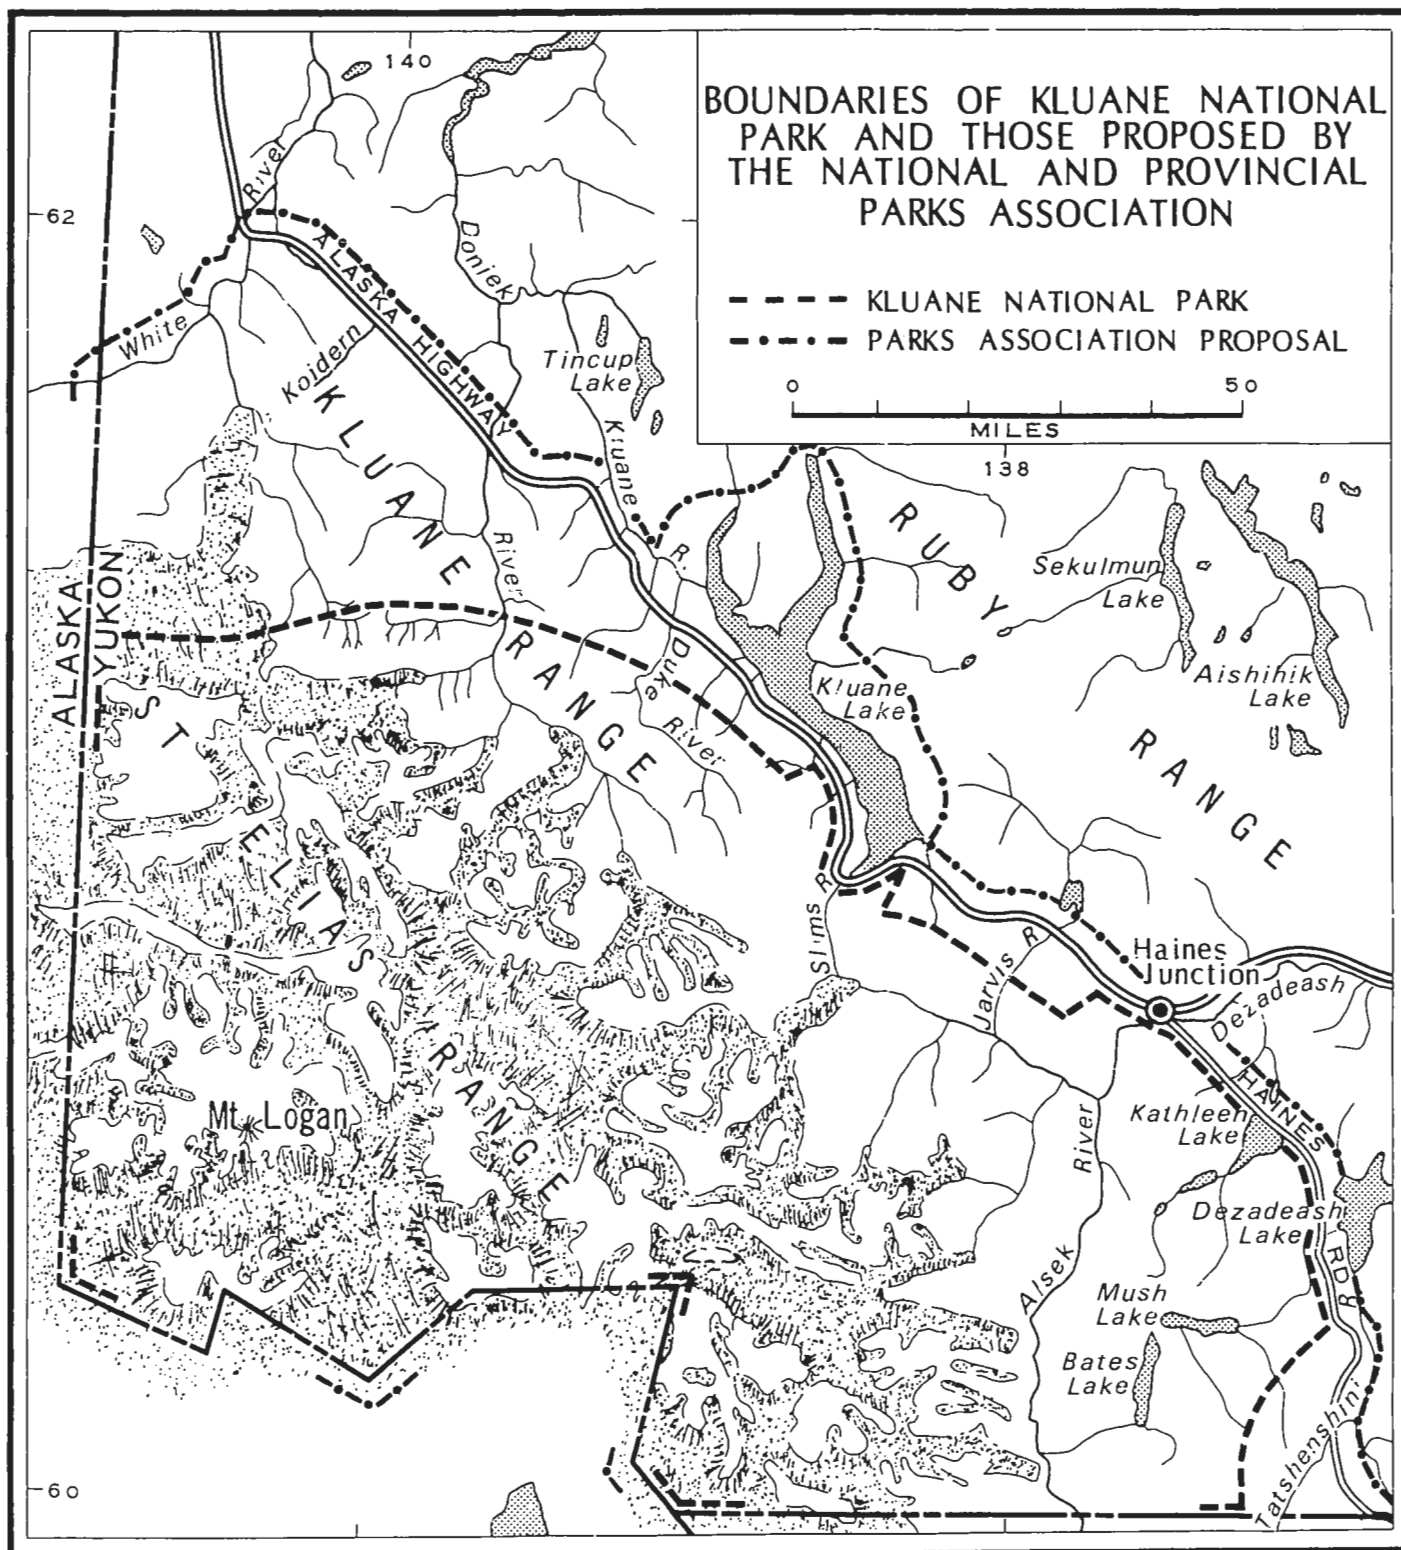 BOUNDARIES OF KLUANE NATIONAL
PARK AND THOSE PROPOSED BY
THE NATIONAL AND PROVINCIAL
PARKS ASSOCIATION
KLUANE NATIONAL PARK
PARKS ASSOCIATION PROPOSAL
0 50
MILES
140
138
62
60
River
White
ALASKA HIGHWAY
Koidern
Doniek
Tincup
Lake
Kluane
R.
KLUANE
RANGE
River
Duke
River
RUBY
RANGE
Sekulmun
Lake
Aishihik
Lake
Kluane
Lake
ALASKA
YUKON
ST ELIAS
RANGE
Mt. Logan
Slims R
Jarvis R
Haines
Junction
Dezadeash
HAINES
RD
Kathleen
Lake
Dezadeash
Lake
River
Alsek
Mush
Lake
Bates
Lake
Tatshenshini
R